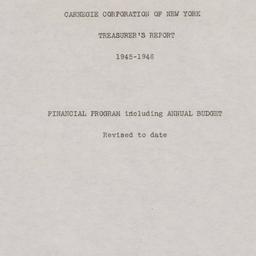 CARNEGIE CORPORATION OF NEW YORK
TREASURER'S REPORT
1945-1946
FINANCIAL PROGRAM including ANNUAL BUDGET
Revised to date